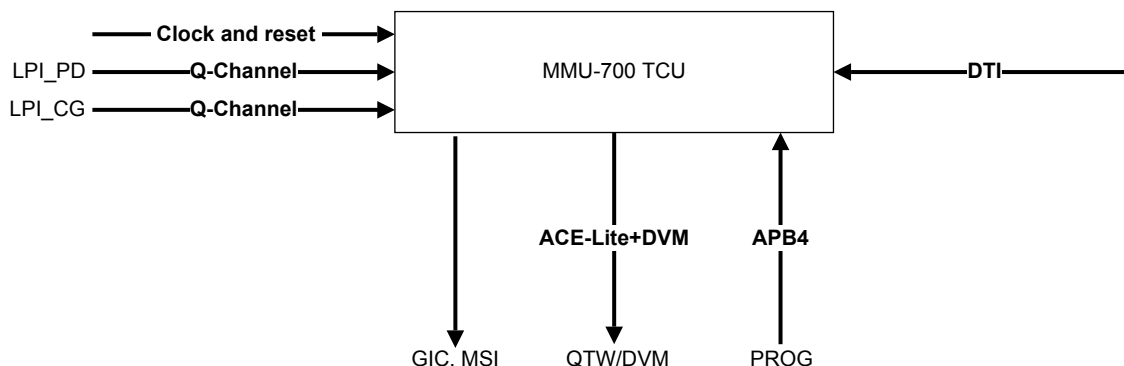 Clock and reset
LPI_PD Q-Channel MMU-700 TCU DTI
LPI_CG Q-Channel
ACE-Lite+DVM APB4
GIC, MSI QTW/DVM PROG